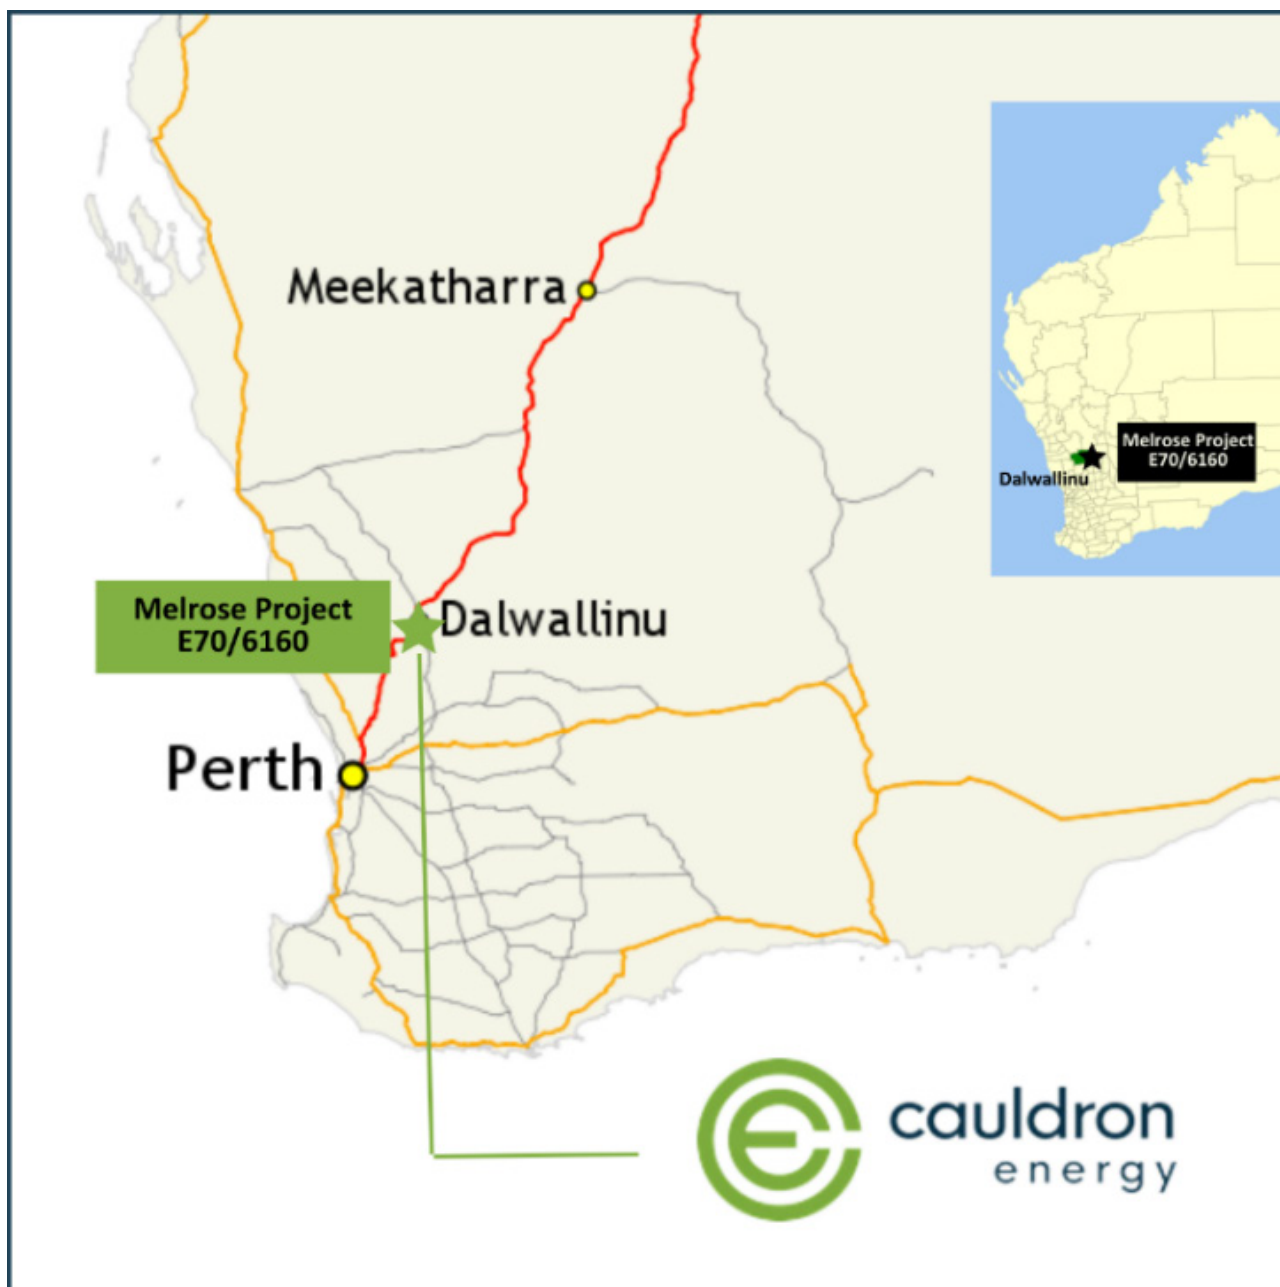 Meekatharra
Melrose Project
E70/6160
Dalwallinu
Melrose Project
E70/6160
Dalwallinu
Perth
cauldron
energy